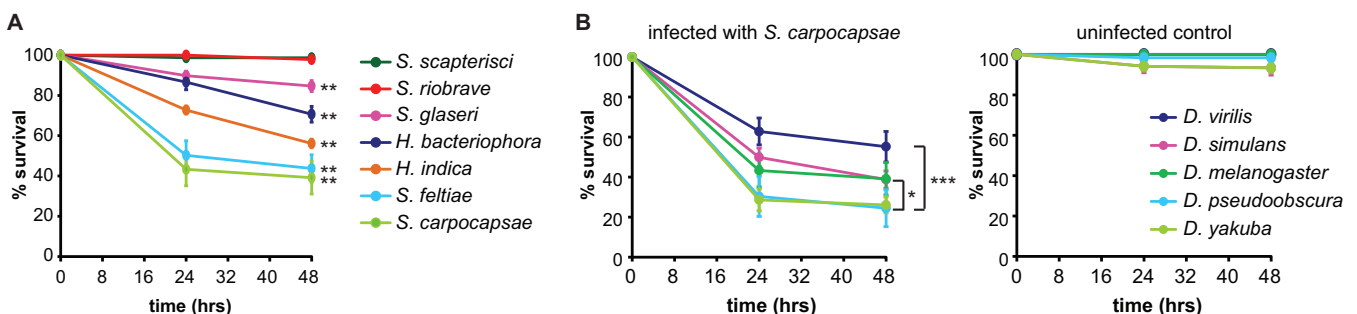 A
% survival
100
80
60
40
20
0
0 8 16 24 32 40 48
time (hrs)
**
**
**
**
**
S. scapterisci
S. riobrave
S. glaseri
H. bacteriophora
H. indica
S. feltiae
S. carpocapsae
B
infected with S. carpocapsae
% survival
100
80
60
40
20
0
0 8 16 24 32 40 48
time (hrs)
*
***
uninfected control
% survival
100
80
60
40
20
0
0 8 16 24 32 40 48
time (hrs)
D. virilis
D. simulans
D. melanogaster
D. pseudoobscura
D. yakuba